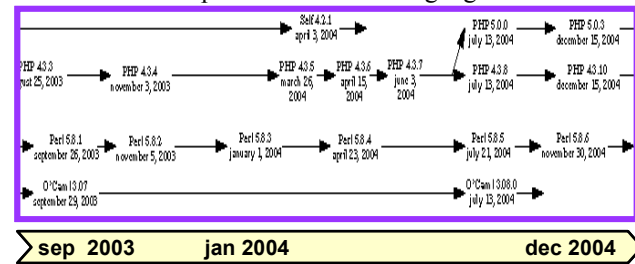 Self 4.2.1
april 3, 2004
PHP 5.0.0
july 13, 2004
PHP 5.0.3
december 15, 2004
PHP 4.3.3
ust 25, 2003
PHP 4.3.4
november 3, 2003
PHP 4.3.5
march 26,
2004
PHP 4.3.6
april 15,
2004
PHP 4.3.7
june 3,
2004
PHP 4.3.8
july 13, 2004
PHP 4.3.10
december 15, 2004
Perl 5.8.1
september 26, 2003
Perl 5.8.2
november 5, 2003
Perl 5.8.3
january 1, 2004
Perl 5.8.4
april 23, 2004
Perl 5.8.5
july 21, 2004
Perl 5.8.6
november 30, 2004
O'Caml 3.07
september 29, 2003
O'Caml 3.08.0
july 13, 2004
sep 2003 jan 2004 dec 2004